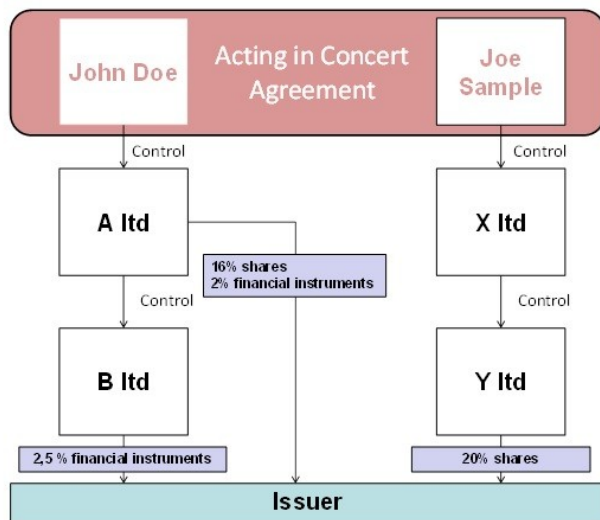 John Doe
Acting in Concert
Agreement
Joe
Sample
Control
Control
A ltd
X ltd
16% shares
2% financial instruments
Control
Control
B ltd
Y ltd
2,5 % financial instruments
20% shares
Issuer